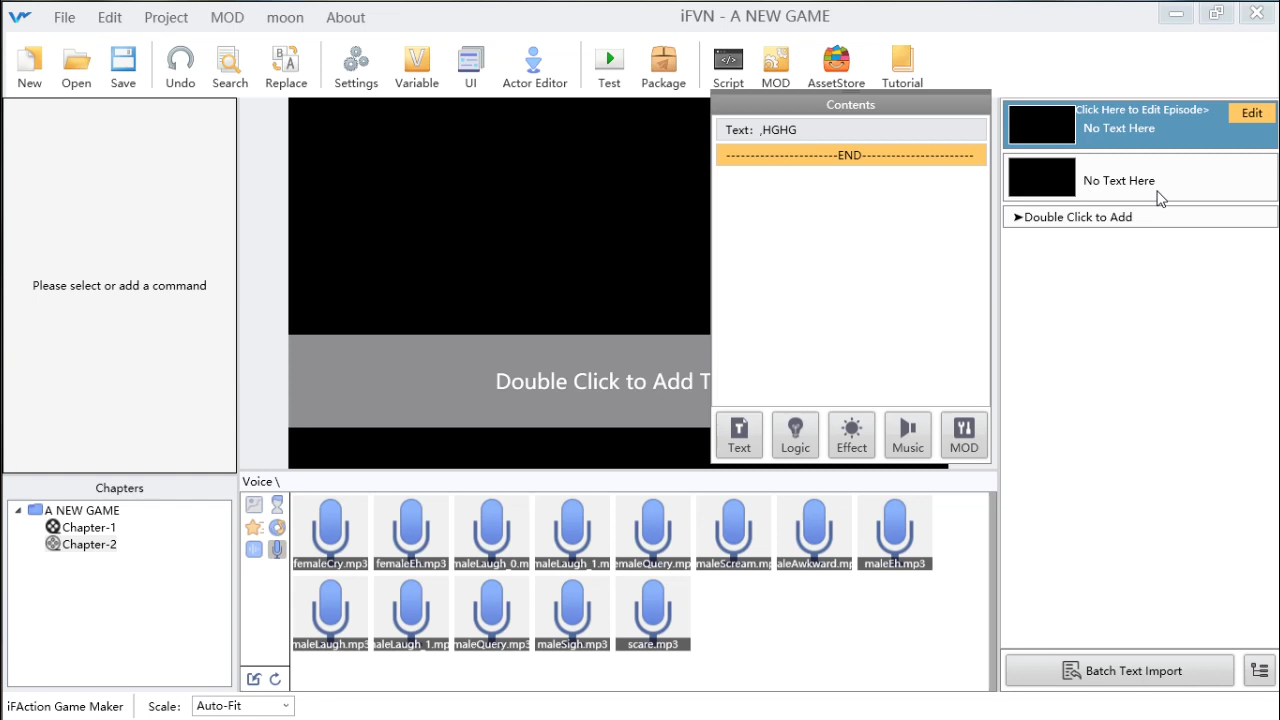 File Edit Project MOD moon About
iFVN - A NEW GAME
New Open Save Undo Search Replace Settings Variable UI Actor Editor Test Package Script MOD AssetStore Tutorial
Please select or add a command
Double Click to Add T
Contents
Text: ,HGHG
-----------------------END-----------------------
Text Logic Effect Music MOD
Click Here to Edit Episode>
Edit
No Text Here
No Text Here
➤Double Click to Add
Chapters
A NEW GAME
Chapter-1
Chapter-2
Voice \
femaleCry.mp3 femaleEh.mp3 maleLaugh_0.m maleLaugh_1.m emaleQuery.mp maleScream.mp aleAwkward.mp maleEh.mp3
maleLaugh.mp3 aleLaugh_1.mp maleQuery.mp3 maleSigh.mp3 scare.mp3
Batch Text Import
iFAction Game Maker Scale: Auto-Fit